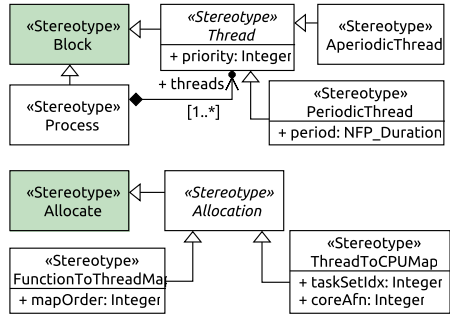 «Stereotype»
Block
«Stereotype»
Thread
+ priority: Integer
«Stereotype»
AperiodicThread
«Stereotype»
Process
+ threads
[1..*]
«Stereotype»
PeriodicThread
+ period: NFP_Duration
«Stereotype»
Allocate
«Stereotype»
Allocation
«Stereotype»
FunctionToThreadMap
+ mapOrder: Integer
«Stereotype»
ThreadToCPUMap
+ taskSetIdx: Integer
+ coreAfn: Integer